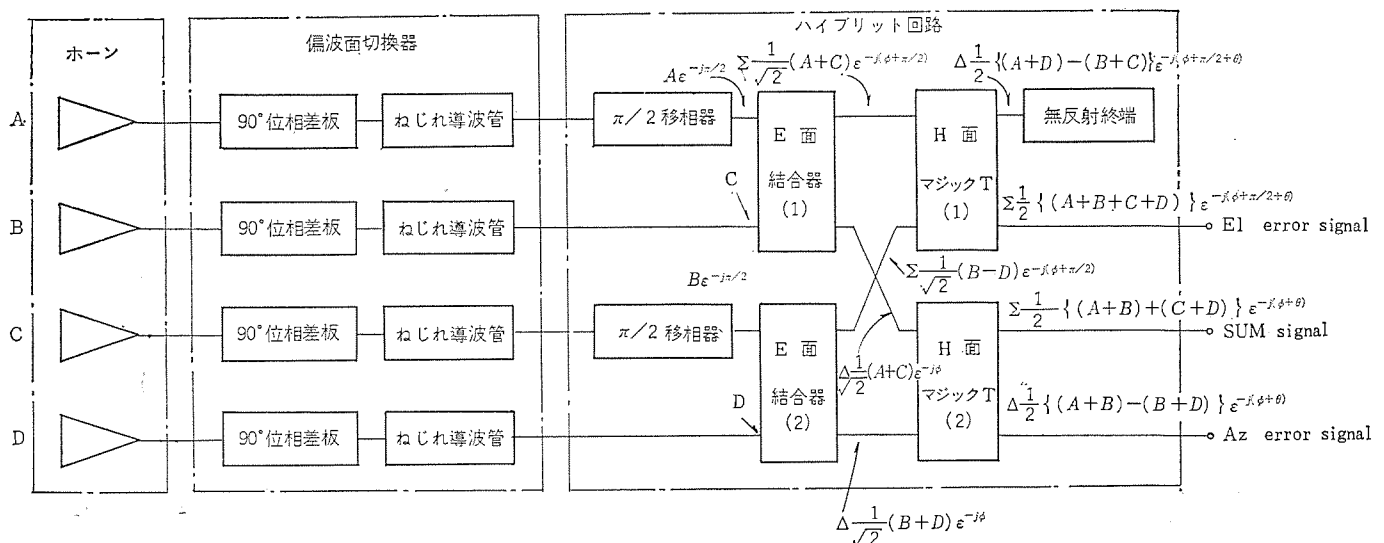 ホーン
偏波面切換器
ハイブリット回路
A
B
C
D
90°位相差板
ねじれ導波管
90°位相差板
ねじれ導波管
90°位相差板
ねじれ導波管
90°位相差板
ねじれ導波管
Aε^{-jπ/2}
Σ 1/√2 (A+C) ε^{-j(φ+π/2)}
Δ 1/2 {(A+D)-(B+C)} ε^{-j(φ+π/2+θ)}
π/2 移相器
E 面
結合器
(1)
H 面
マジックT
(1)
無反射終端
C
Σ 1/2 { (A+B+C+D) } ε^{-j(φ+π/2+θ)}
El error signal
Bε^{-jπ/2}
Σ 1/√2 (B-D) ε^{-j(φ+π/2)}
π/2 移相器
E 面
結合器
(2)
H 面
マジックT
(2)
Σ 1/2 { (A+B)+(C+D) } ε^{-j(φ+θ)}
SUM signal
Δ 1/√2 (A+C) ε^{-jφ}
D
Δ 1/2 { (A+B)-(B+D) } ε^{-j(φ+θ)}
Az error signal
Δ 1/√2 (B+D) ε^{-jφ}